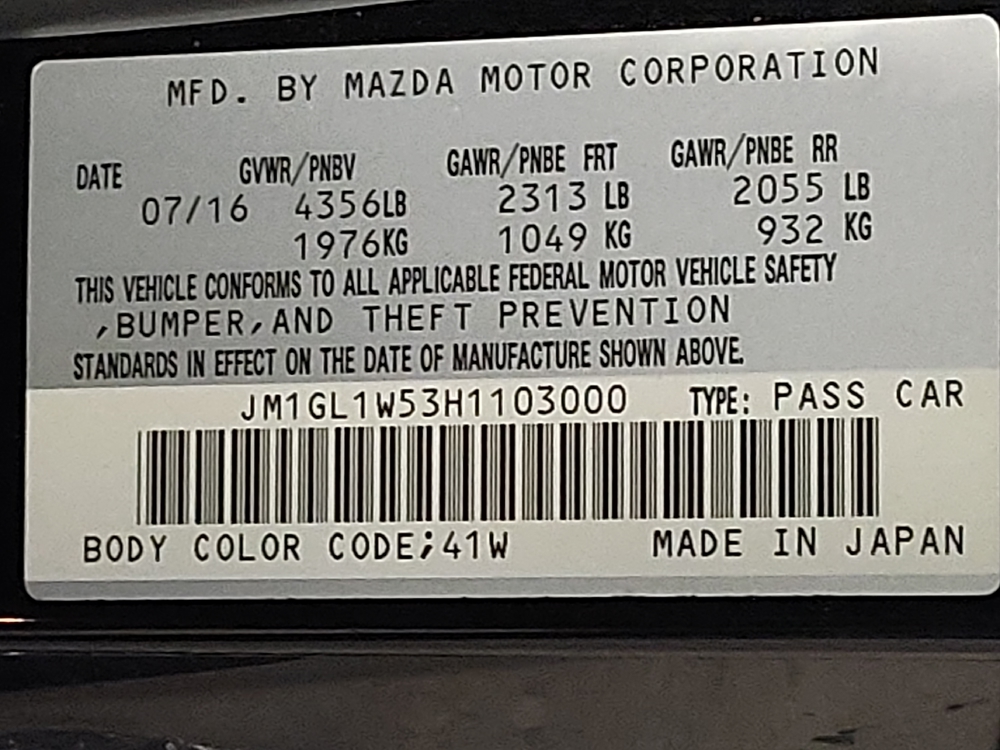 MFD. BY MAZDA MOTOR CORPORATION
DATE GVWR/PNBV GAWR/PNBE FRT GAWR/PNBE RR
07/16 4356LB 2313 LB 2055 LB
1976KG 1049 KG 932 KG
THIS VEHICLE CONFORMS TO ALL APPLICABLE FEDERAL MOTOR VEHICLE SAFETY
,BUMPER,AND THEFT PREVENTION
STANDARDS IN EFFECT ON THE DATE OF MANUFACTURE SHOWN ABOVE.
JM1GL1W53H1103000 TYPE: PASS CAR
BODY COLOR CODE;41W MADE IN JAPAN